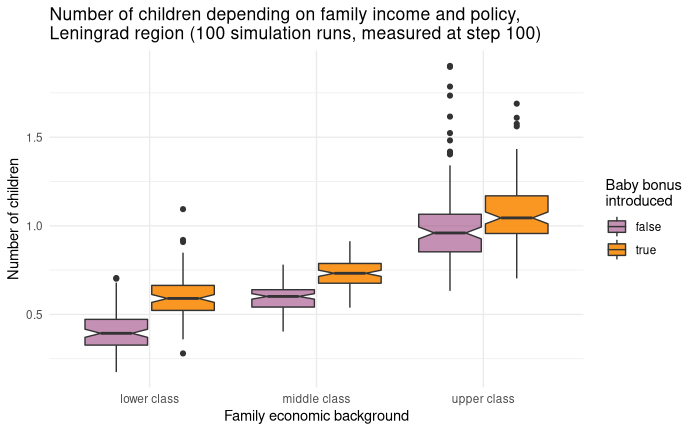 Number of children depending on family income and policy,
Leningrad region (100 simulation runs, measured at step 100)
Number of children
1.5
1.0
0.5
lower class
middle class
upper class
Family economic background
Baby bonus
introduced
false
true